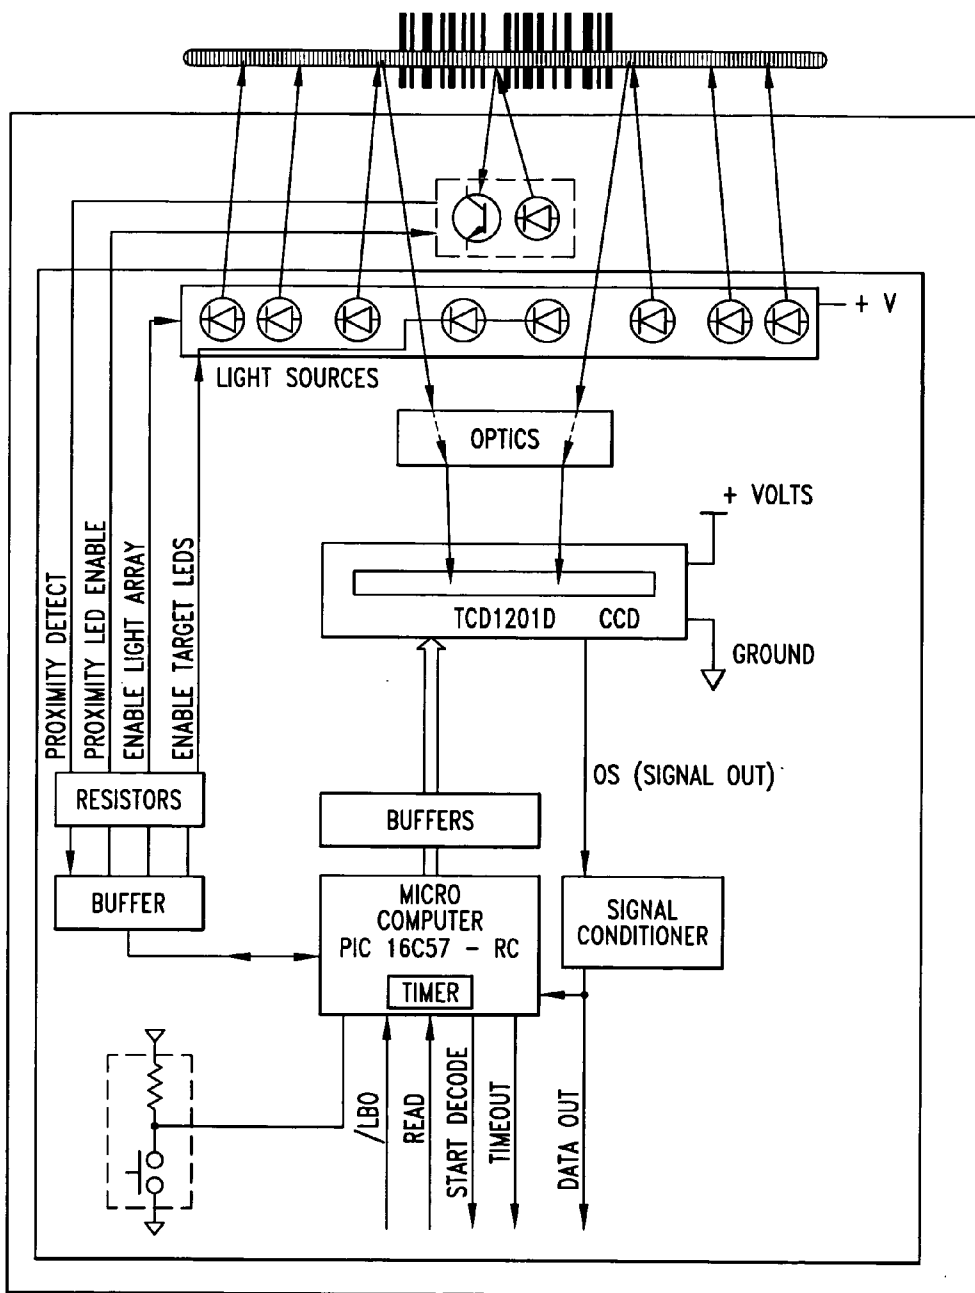 + V
LIGHT SOURCES
OPTICS
+ VOLTS
PROXIMITY DETECT
PROXIMITY LED ENABLE
ENABLE LIGHT ARRAY
ENABLE TARGET LEDS
TCD1201D CCD
GROUND
OS (SIGNAL OUT)
RESISTORS
BUFFERS
BUFFER
MICRO
COMPUTER
PIC 16C57 - RC
TIMER
SIGNAL
CONDITIONER
/LBO
READ
START DECODE
TIMEOUT
DATA OUT